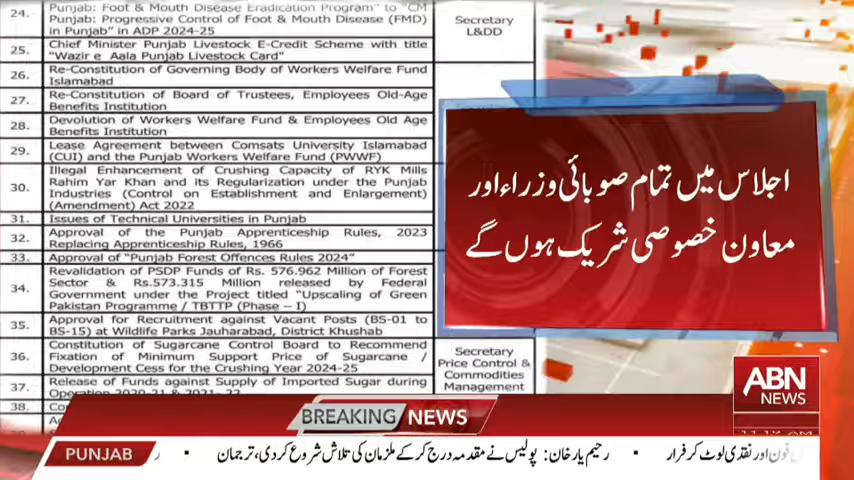 24. Punjab: Foot & Mouth Disease Eradication Program" to "CM
Punjab: Progressive Control of Foot & Mouth Disease (FMD)
in Punjab" in ADP 2024-25
Secretary
L&DD
25. Chief Minister Punjab Livestock E-Credit Scheme with title
"Wazir e Aala Punjab Livestock Card"
26. Re-Constitution of Governing Body of Workers Welfare Fund
Islamabad
27. Re-Constitution of Board of Trustees, Employees Old-Age
Benefits Institution
28. Devolution of Workers Welfare Fund & Employees Old Age
Benefits Institution
29. Lease Agreement between Comsats University Islamabad
(CUI) and the Punjab Workers Welfare Fund (PWWF)
30. Illegal Enhancement of Crushing Capacity of RYK Mills
Rahim Yar Khan and its Regularization under the Punjab
Industries (Control on Establishment and Enlargement)
(Amendment) Act 2022
31. Issues of Technical Universities in Punjab
32. Approval of the Punjab Apprenticeship Rules, 2023
Replacing Apprenticeship Rules, 1966
33. Approval of "Punjab Forest Offences Rules 2024"
34. Revalidation of PSDP Funds of Rs. 576.962 Million of Forest
Sector & Rs.573.315 Million released by Federal
Government under the Project titled "Upscaling of Green
Pakistan Programme / TBTTP (Phase – I)
35. Approval for Recruitment against Vacant Posts (BS-01 to
BS-15) at Wildlife Parks Jauharabad, District Khushab
36. Constitution of Sugarcane Control Board to Recommend
Fixation of Minimum Support Price of Sugarcane /
Development Cess for the Crushing Year 2024-25
Secretary
Price Control &
Commodities
Management
37. Release of Funds against Supply of Imported Sugar during
Operation 2020-21 & 2021-22
38.
اجلاس میں تمام صوبائی وزراء اور
معاون خصوصی شریک ہوں گے
ABN
NEWS
BREAKING NEWS
PUNJAB
فون اور نقدی لوٹ کر فرار ▪ رحیم یار خان: پولیس نے مقدمہ درج کر کے ملزمان کی تلاش شروع کر دی، ترجمان ▪